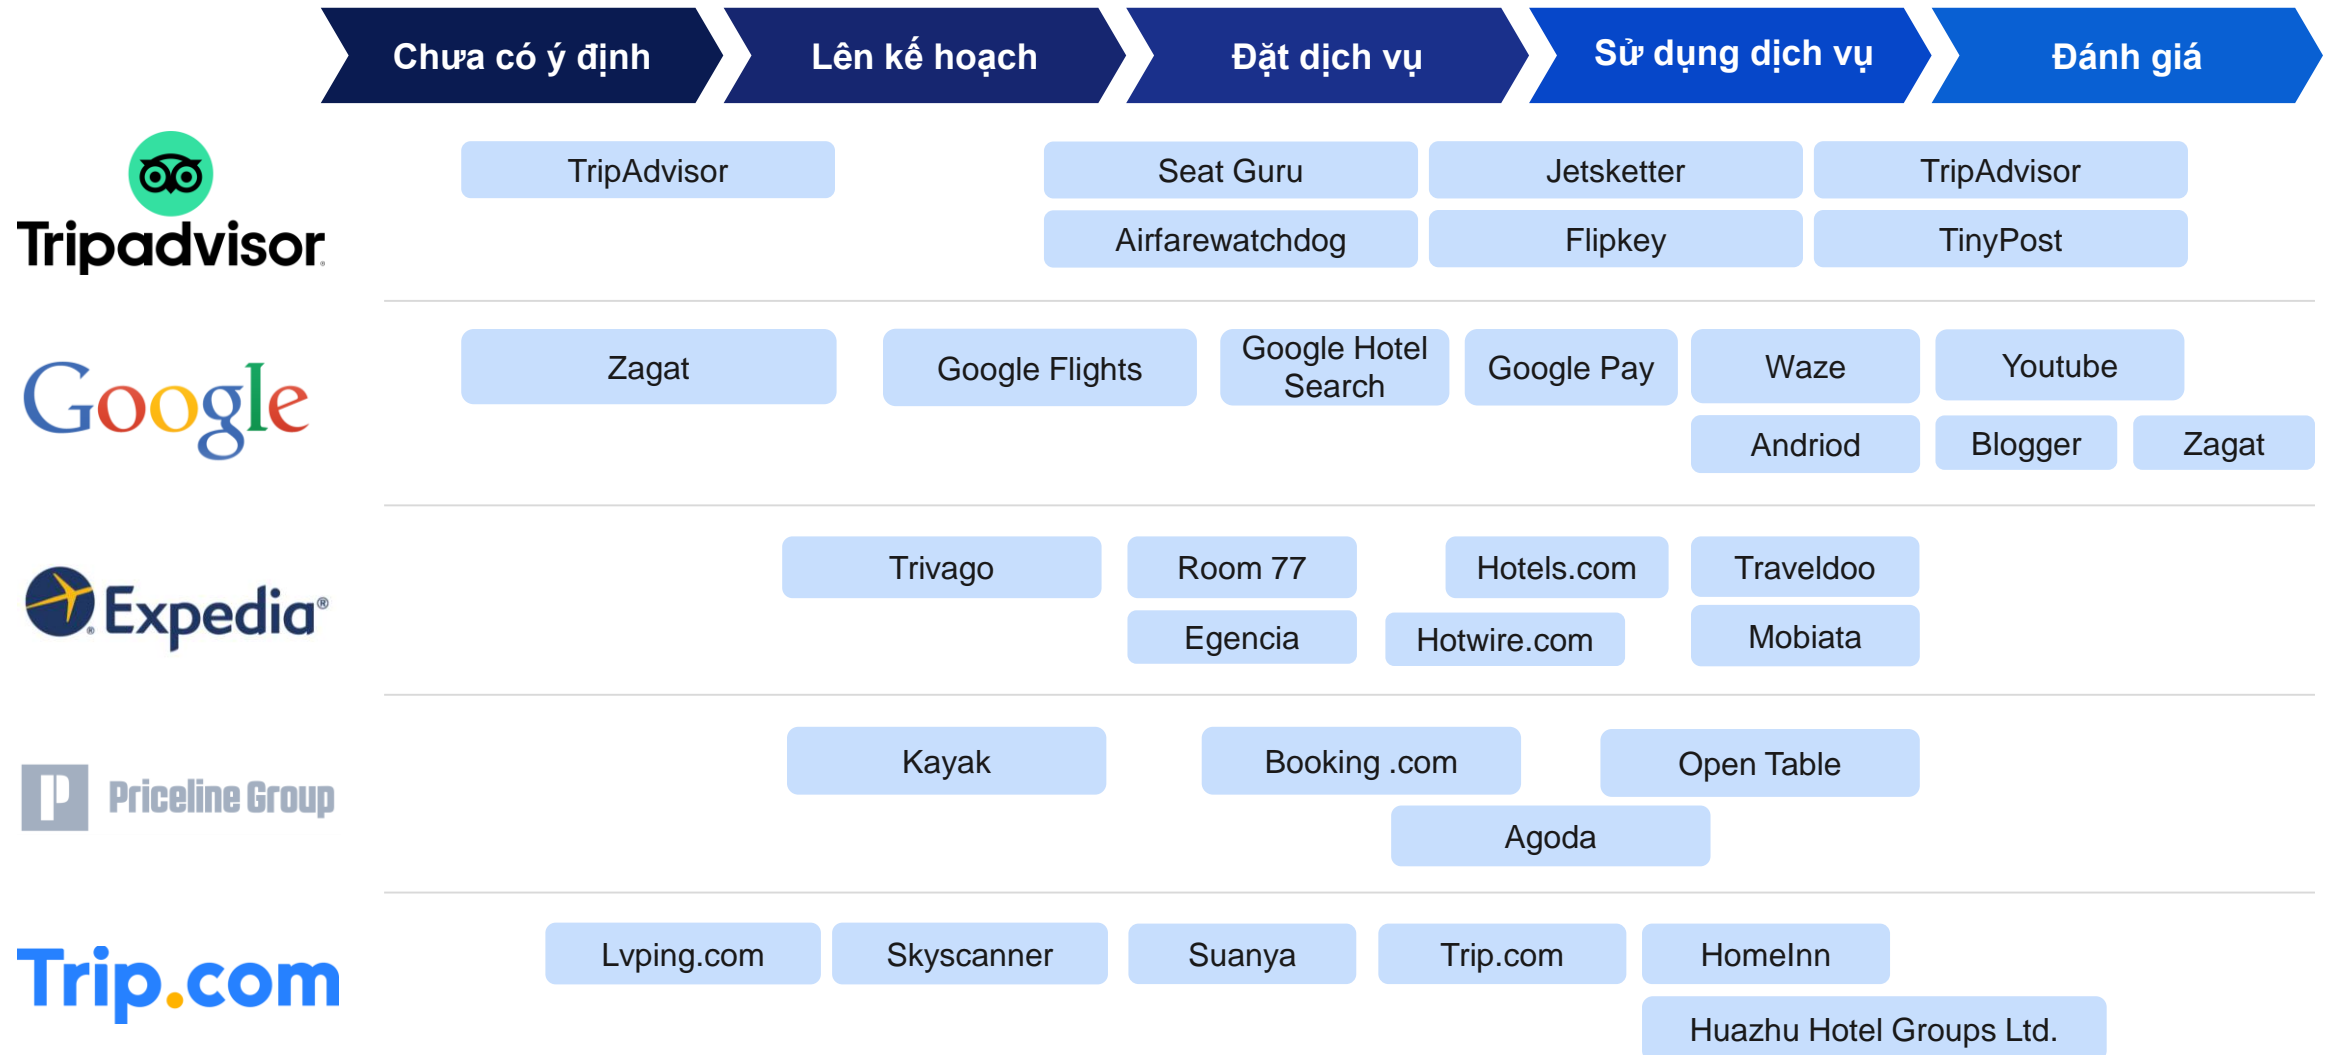 Chưa có ý định
Lên kế hoạch
Đặt dịch vụ
Sử dụng dịch vụ
Đánh giá
Tripadvisor
TripAdvisor
Seat Guru
Jetsketter
TripAdvisor
Airfarewatchdog
Flipkey
TinyPost
Google
Zagat
Google Flights
Google Hotel
Search
Google Pay
Waze
Youtube
Andriod
Blogger
Zagat
Expedia®
Trivago
Room 77
Hotels.com
Traveldoo
Egencia
Hotwire.com
Mobiata
P Priceline Group
Kayak
Booking .com
Open Table
Agoda
Trip.com
Lvping.com
Skyscanner
Suanya
Trip.com
HomeInn
Huazhu Hotel Groups Ltd.